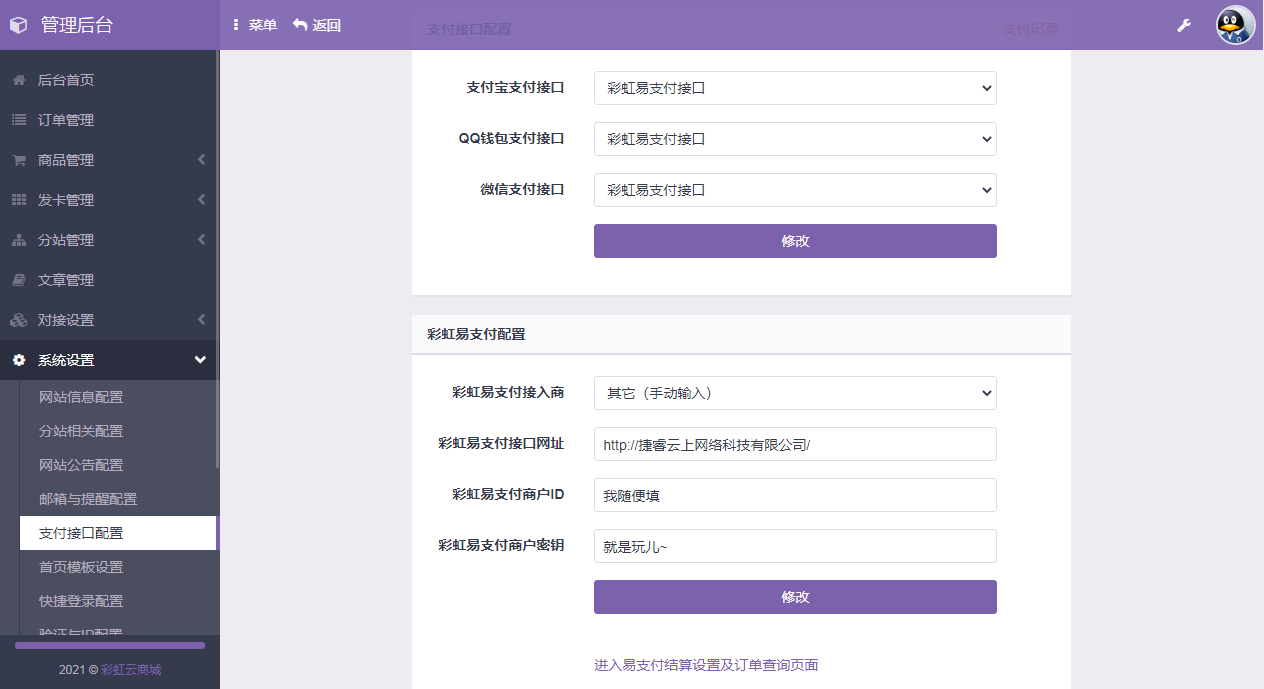 管理后台
菜单 返回
支付接口配置 支付记录
后台首页
订单管理
商品管理
发卡管理
分站管理
文章管理
对接设置
系统设置
网站信息配置
分站相关配置
网站公告配置
邮箱与提醒配置
支付接口配置
首页模板设置
快捷登录配置
验证与IP配置
2021 © 彩虹云商城
支付宝支付接口 彩虹易支付接口
QQ钱包支付接口 彩虹易支付接口
微信支付接口 彩虹易支付接口
修改
彩虹易支付配置
彩虹易支付接入商 其它（手动输入）
彩虹易支付接口网址 http://捷睿云上网络科技有限公司/
彩虹易支付商户ID 我随便填
彩虹易支付商户密钥 就是玩儿~
修改
进入易支付结算设置及订单查询页面